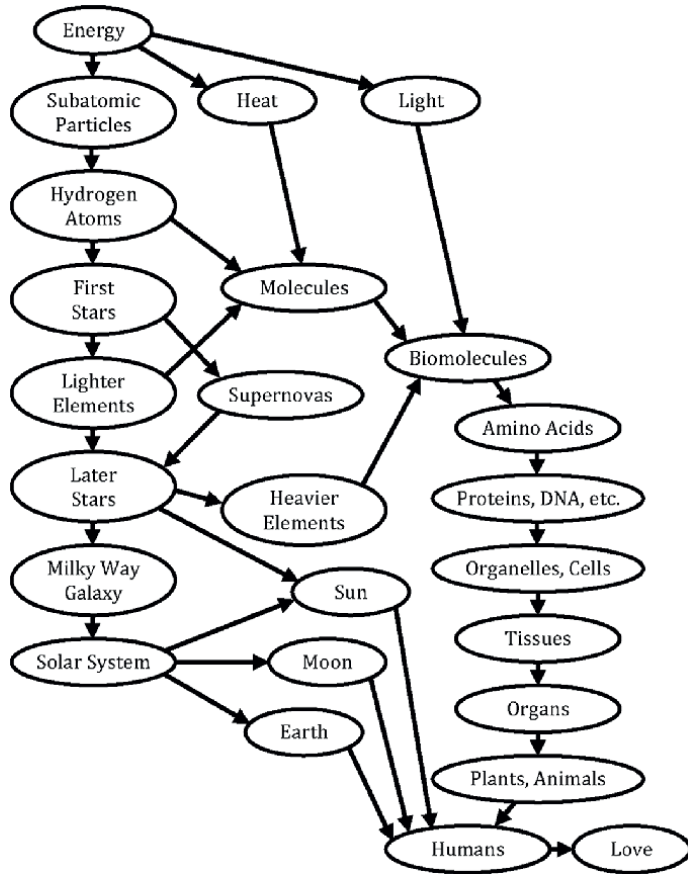 Energy
Subatomic
Particles
Heat
Light
Hydrogen
Atoms
First
Stars
Molecules
Biomolecules
Lighter
Elements
Supernovas
Amino Acids
Later
Stars
Heavier
Elements
Proteins, DNA, etc.
Milky Way
Galaxy
Sun
Organelles, Cells
Tissues
Solar System
Moon
Organs
Earth
Plants, Animals
Humans
Love